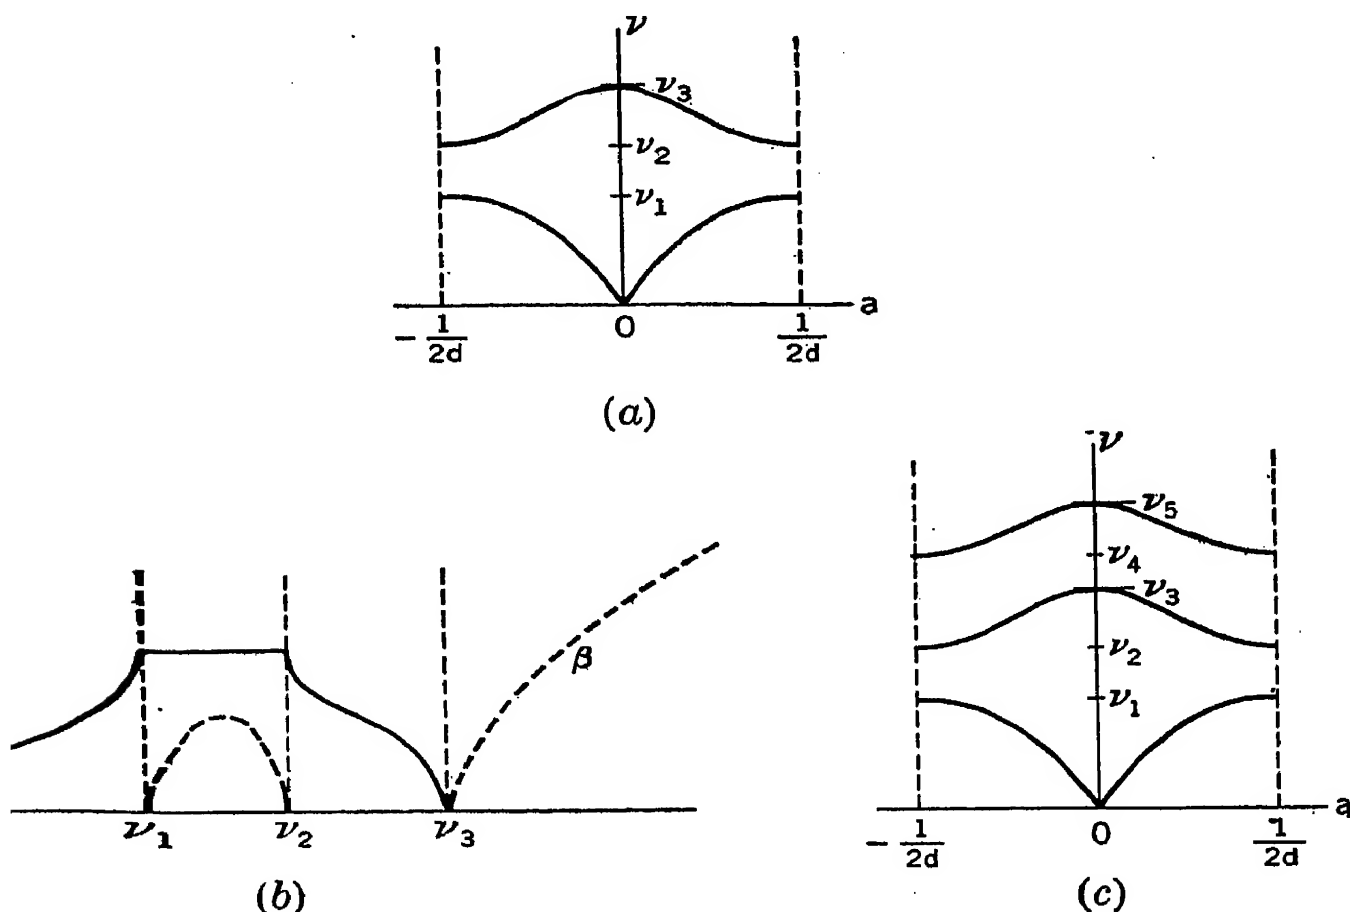 ν
ν₃
ν₂
ν₁
a
-1/2d 0 1/2d
(a)
β
ν₁ ν₂ ν₃
(b)
ν
ν₅
ν₄
ν₃
ν₂
ν₁
a
-1/2d 0 1/2d
(c)